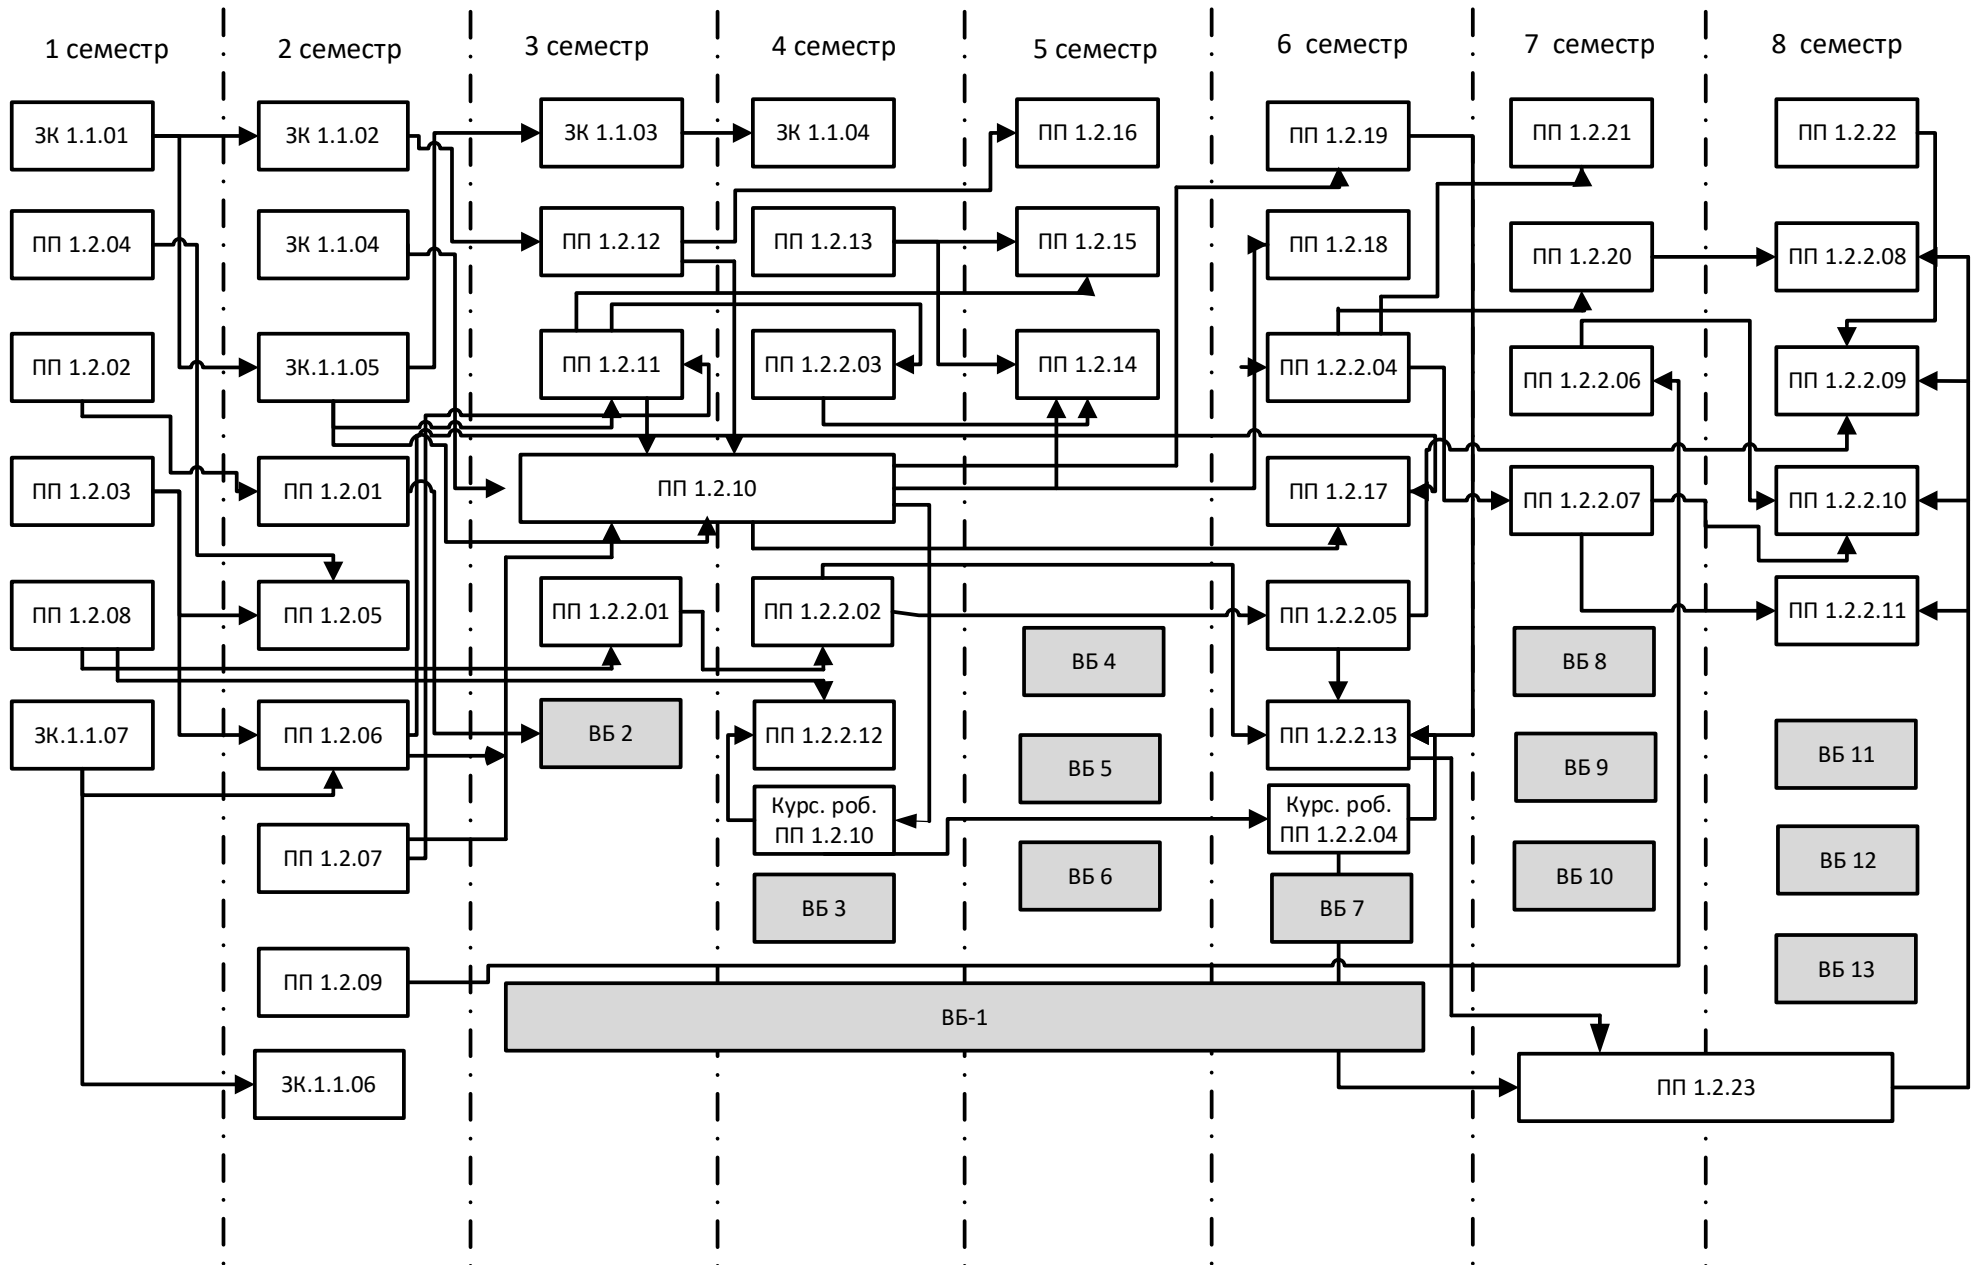 1 семестр
2 семестр
3 семестр
4 семестр
5 семестр
6 семестр
7 семестр
8 семестр
ЗК 1.1.01
ЗК 1.1.02
ЗК 1.1.03
ЗК 1.1.04
ПП 1.2.16
ПП 1.2.19
ПП 1.2.21
ПП 1.2.22
ПП 1.2.04
ЗК 1.1.04
ПП 1.2.12
ПП 1.2.13
ПП 1.2.15
ПП 1.2.18
ПП 1.2.20
ПП 1.2.2.08
ПП 1.2.02
ЗК.1.1.05
ПП 1.2.11
ПП 1.2.2.03
ПП 1.2.14
ПП 1.2.2.04
ПП 1.2.2.06
ПП 1.2.2.09
ПП 1.2.03
ПП 1.2.01
ПП 1.2.10
ПП 1.2.17
ПП 1.2.2.07
ПП 1.2.2.10
ПП 1.2.08
ПП 1.2.05
ПП 1.2.2.01
ПП 1.2.2.02
ПП 1.2.2.05
ПП 1.2.2.11
ВБ 4
ВБ 8
ЗК.1.1.07
ПП 1.2.06
ВБ 2
ПП 1.2.2.12
ПП 1.2.2.13
ВБ 5
ВБ 9
ВБ 11
Курс. роб.
ПП 1.2.10
Курс. роб.
ПП 1.2.2.04
ПП 1.2.07
ВБ 6
ВБ 10
ВБ 12
ВБ 3
ВБ 7
ПП 1.2.09
ВБ 13
ВБ-1
ЗК.1.1.06
ПП 1.2.23